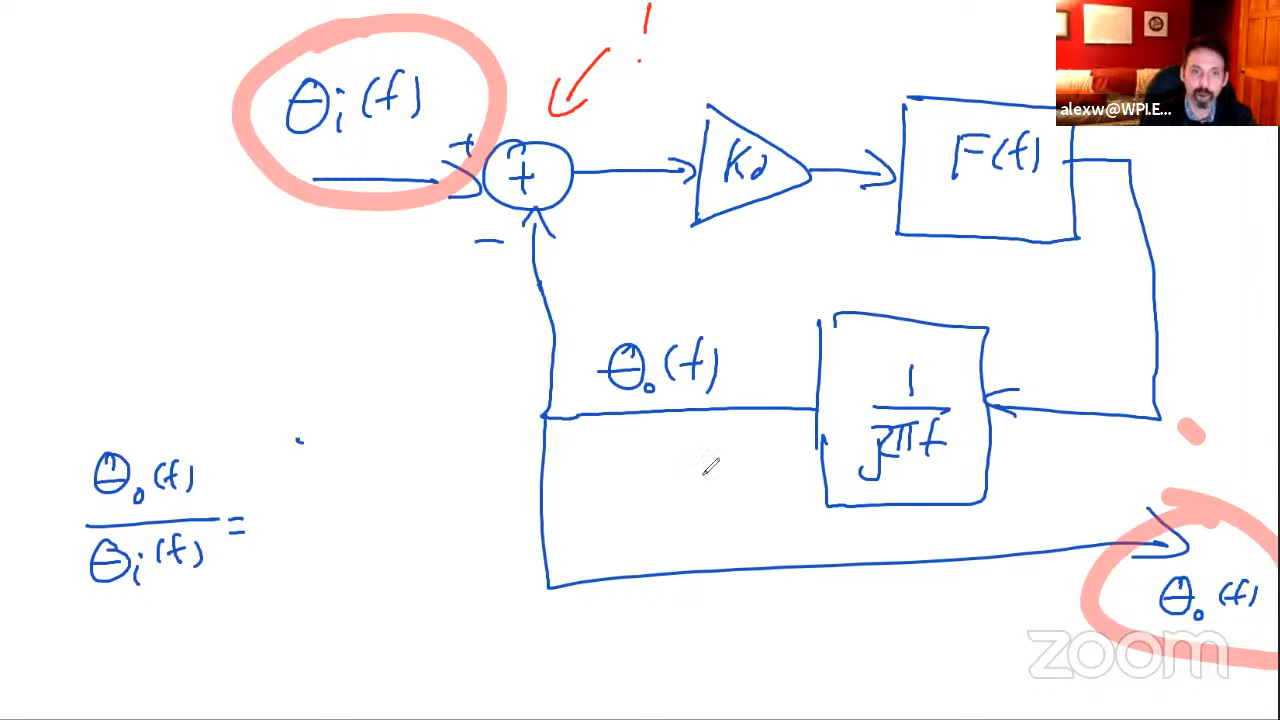 θi(f)
!
+
+
−
Kd
F(f)
alexw@WPI.E...
θo(f)
1
j2πf
θo(f)
θi(f)
=
θo(f)
zoom